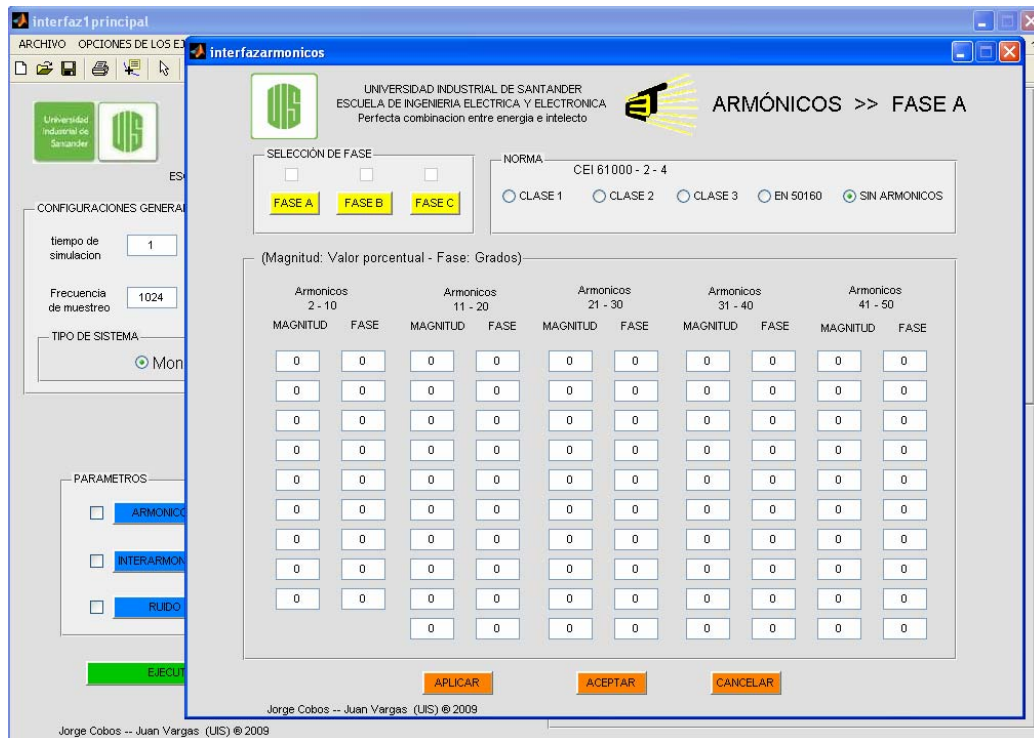 interfaz1principal
ARCHIVO OPCIONES DE LOS EJ
Universidad
Industrial de
Santander
UIS
ES
CONFIGURACIONES GENERAL
tiempo de
simulacion
1
Frecuencia
de muestreo
1024
TIPO DE SISTEMA
Mon
PARAMETROS
ARMONICO
INTERARMON
RUIDO
EJECUT
Jorge Cobos -- Juan Vargas (UIS) ® 2009
interfazarmonicos
UIS
UNIVERSIDAD INDUSTRIAL DE SANTANDER
ESCUELA DE INGENIERIA ELECTRICA Y ELECTRONICA
Perfecta combinacion entre energia e intelecto
ARMÓNICOS >> FASE A
SELECCIÓN DE FASE
FASE A FASE B FASE C
NORMA
CEI 61000 - 2 - 4
CLASE 1 CLASE 2 CLASE 3 EN 50160 SIN ARMONICOS
(Magnitud: Valor porcentual - Fase: Grados)
Armonicos Armonicos Armonicos Armonicos Armonicos
2 - 10 11 - 20 21 - 30 31 - 40 41 - 50
MAGNITUD FASE MAGNITUD FASE MAGNITUD FASE MAGNITUD FASE MAGNITUD FASE
0 0 0 0 0 0 0 0 0 0
0 0 0 0 0 0 0 0 0 0
0 0 0 0 0 0 0 0 0 0
0 0 0 0 0 0 0 0 0 0
0 0 0 0 0 0 0 0 0 0
0 0 0 0 0 0 0 0 0 0
0 0 0 0 0 0 0 0 0 0
0 0 0 0 0 0 0 0 0 0
0 0 0 0 0 0 0 0 0 0
0 0 0 0 0 0 0 0
APLICAR ACEPTAR CANCELAR
Jorge Cobos -- Juan Vargas (UIS) ® 2009